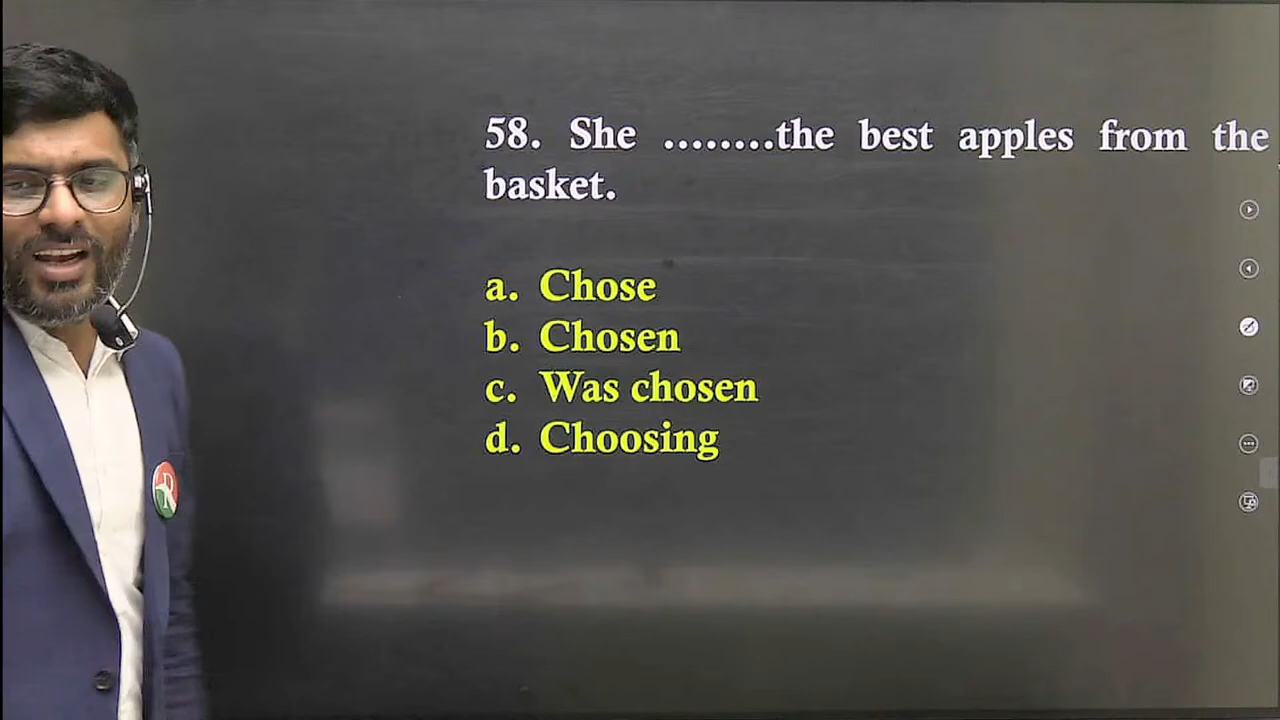 58. She ........the best apples from the
basket.
a. Chose
b. Chosen
c. Was chosen
d. Choosing
R